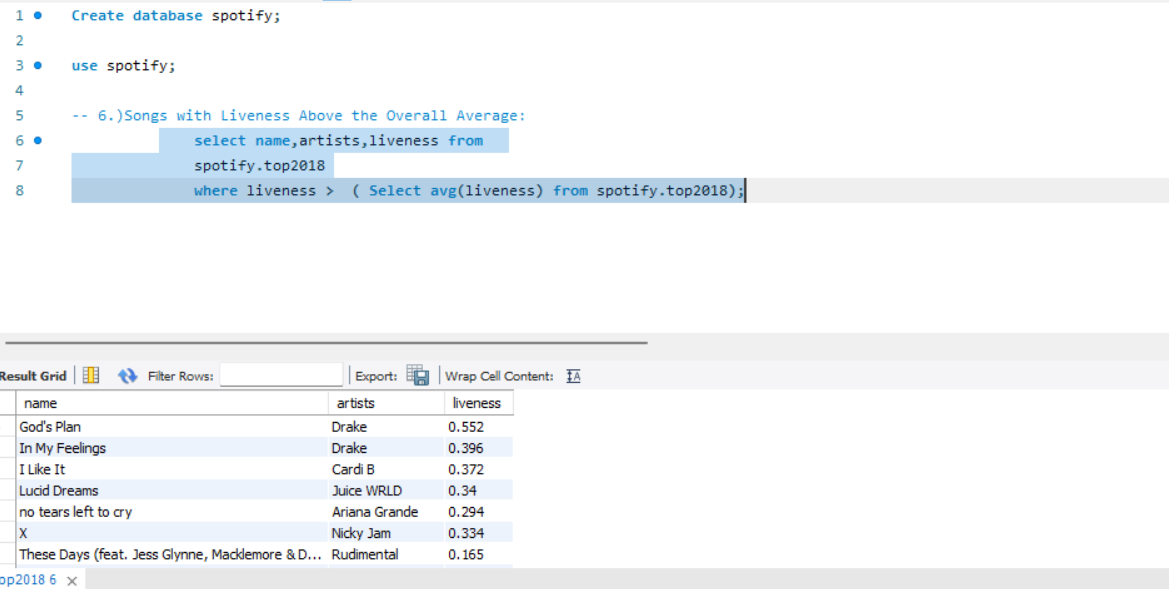 1 Create database spotify;
2
3 use spotify;
4
5 -- 6.)Songs with Liveness Above the Overall Average:
6 select name,artists,liveness from
7 spotify.top2018
8 where liveness > ( Select avg(liveness) from spotify.top2018);
Result Grid Filter Rows: Export: Wrap Cell Content: IA
name artists liveness
God's Plan Drake 0.552
In My Feelings Drake 0.396
I Like It Cardi B 0.372
Lucid Dreams Juice WRLD 0.34
no tears left to cry Ariana Grande 0.294
X Nicky Jam 0.334
These Days (feat. Jess Glynne, Macklemore & D... Rudimental 0.165
op2018 6